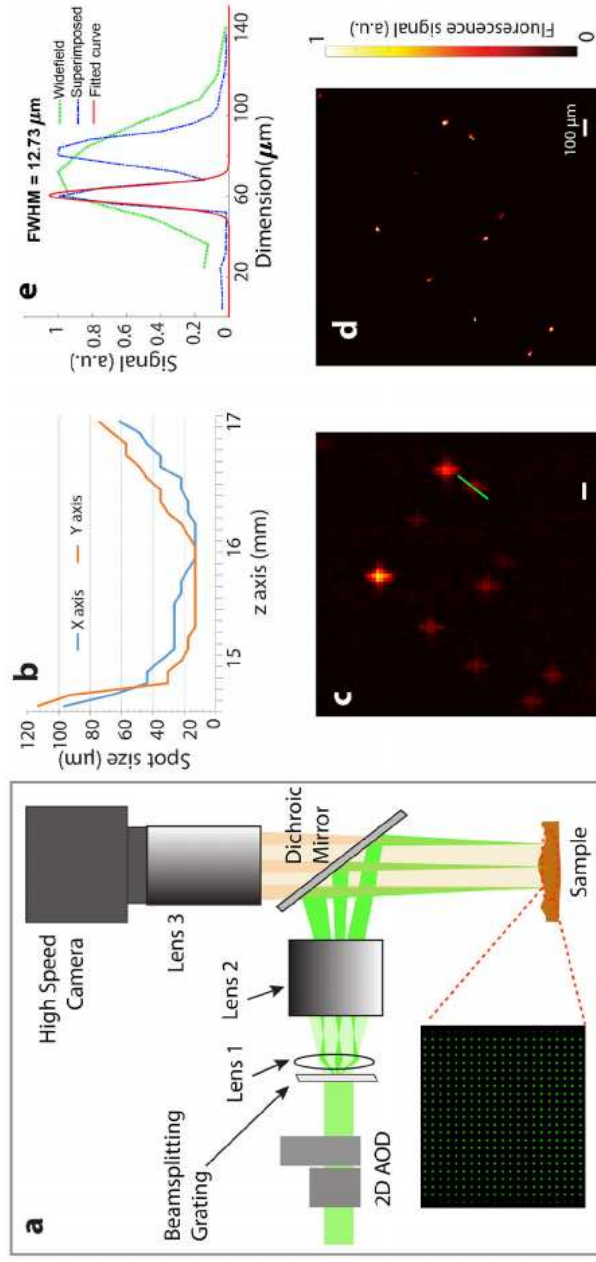 a
High Speed
Camera
Lens 3
Dichroic
Mirror
Lens 2
Lens 1
Beamsplitting
Grating
2D AOD
Sample
b
X axis
Y axis
Spot size (µm)
120
100
80
60
40
20
0
15
16
17
z axis (mm)
e
FWHM = 12.73 µm
Widefield
Superimposed
Fitted curve
Signal (a.u.)
1
0.8
0.6
0.4
0.2
0
20
60
100
140
Dimension(µm)
c
d
100 µm
1
Fluorescence signal (a.u.)
0